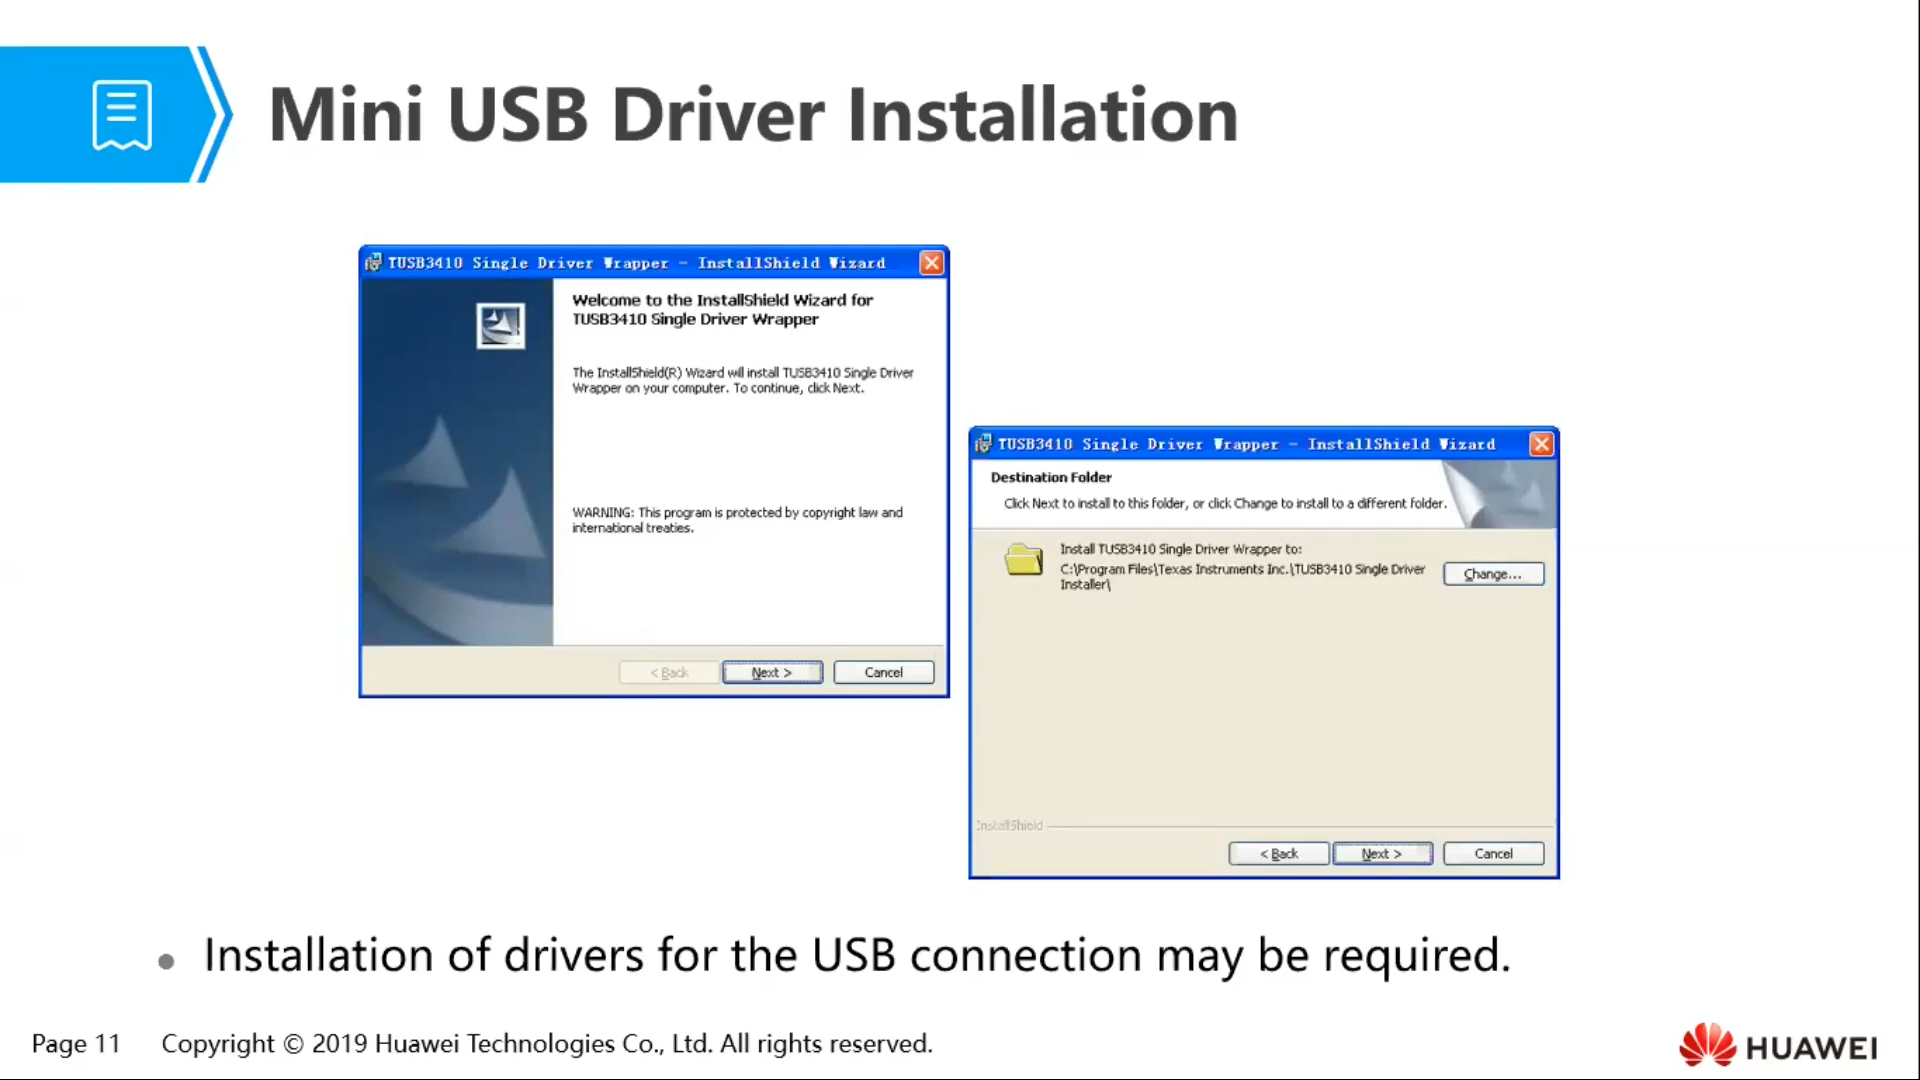 Mini USB Driver Installation
TUSB3410 Single Driver Wrapper - InstallShield Wizard
Welcome to the InstallShield Wizard for
TUSB3410 Single Driver Wrapper
The InstallShield(R) Wizard will install TUSB3410 Single Driver
Wrapper on your computer. To continue, click Next.
WARNING: This program is protected by copyright law and
international treaties.
< Back Next > Cancel
TUSB3410 Single Driver Wrapper - InstallShield Wizard
Destination Folder
Click Next to install to this folder, or click Change to install to a different folder.
Install TUSB3410 Single Driver Wrapper to:
C:\Program Files\Texas Instruments Inc.\TUSB3410 Single Driver
Installer\
Change...
InstallShield
< Back Next > Cancel
• Installation of drivers for the USB connection may be required.
Page 11 Copyright © 2019 Huawei Technologies Co., Ltd. All rights reserved.
HUAWEI